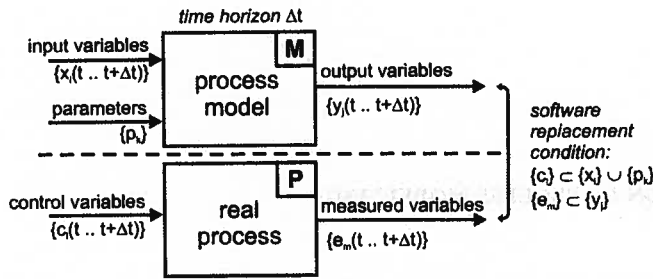 time horizon Δt
input variables
{xᵢ(t .. t+Δt)}
parameters
{pₖ}
M
process
model
output variables
{yⱼ(t .. t+Δt)}
software
replacement
condition:
{cₗ} ⊂ {xᵢ} ∪ {pₖ}
{eₘ} ⊂ {yⱼ}
control variables
{cₗ(t .. t+Δt)}
P
real
process
measured variables
{eₘ(t .. t+Δt)}